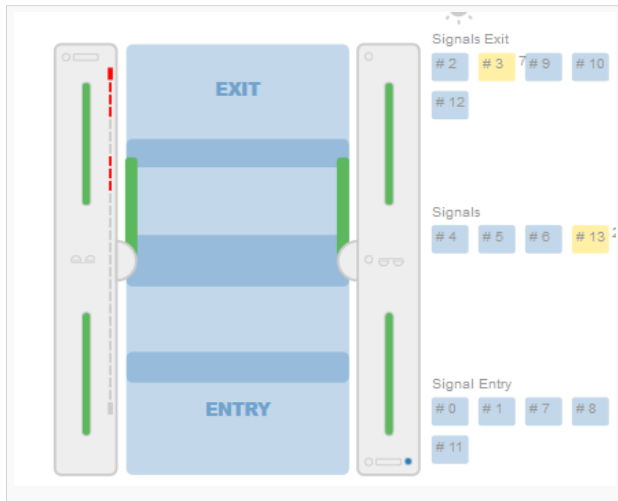 Signals Exit
# 2 # 3 7 # 9 # 10
# 12
EXIT
Signals
# 4 # 5 # 6 # 13 2
Signal Entry
# 0 # 1 # 7 # 8
# 11
ENTRY